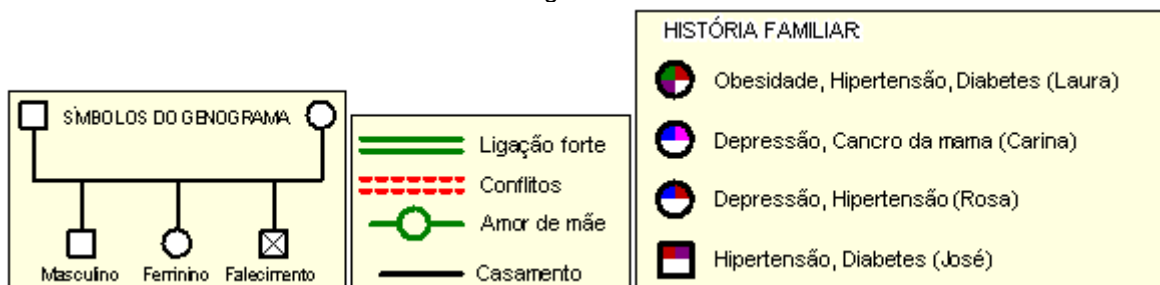 HISTÓRIA FAMILIAR:
Obesidade, Hipertensão, Diabetes (Laura)
Depressão, Cancro da mama (Carina)
Depressão, Hipertensão (Rosa)
Hipertensão, Diabetes (José)
SÍMBOLOS DO GENOGRAMA
Masculino Feminino Falecimento
Ligação forte
Conflitos
Amor de mãe
Casamento